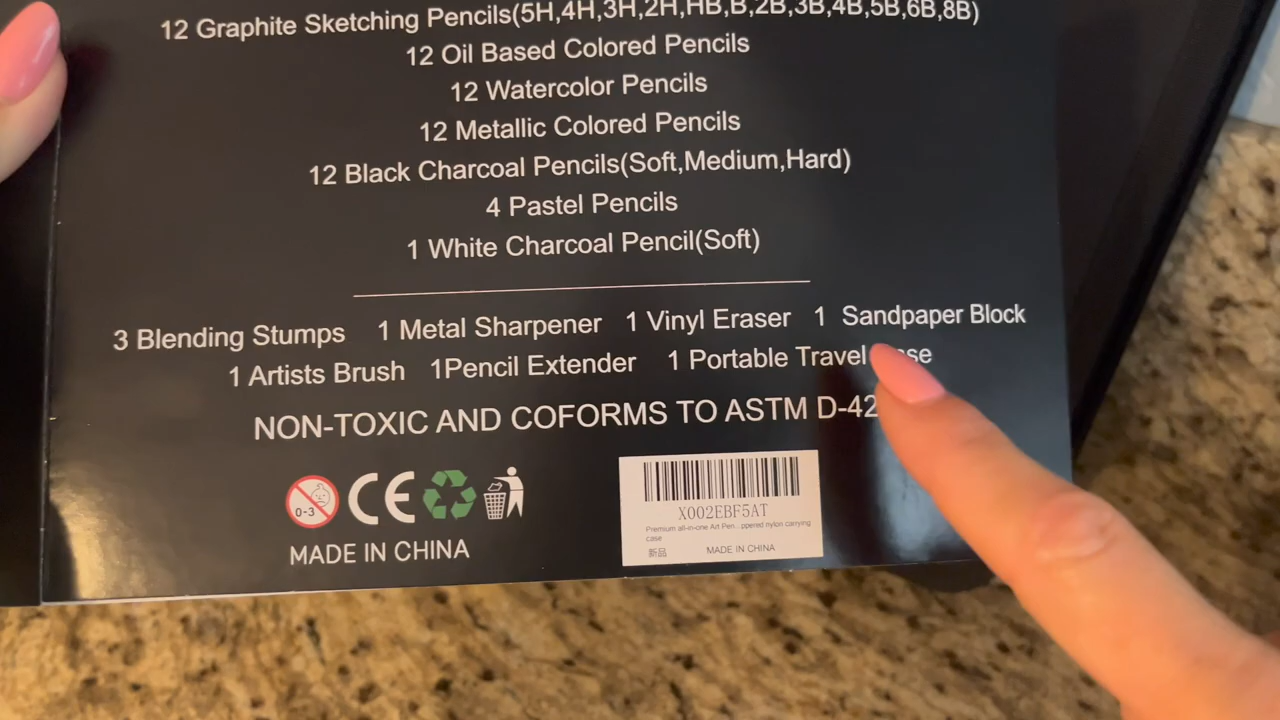 12 Graphite Sketching Pencils(5H,4H,3H,2H,HB,B,2B,3B,4B,5B,6B,8B)
12 Oil Based Colored Pencils
12 Watercolor Pencils
12 Metallic Colored Pencils
12 Black Charcoal Pencils(Soft,Medium,Hard)
4 Pastel Pencils
1 White Charcoal Pencil(Soft)
3 Blending Stumps 1 Metal Sharpener 1 Vinyl Eraser 1 Sandpaper Block
1 Artists Brush 1Pencil Extender 1 Portable Travel
NON-TOXIC AND COFORMS TO ASTM
0-3 CE
MADE IN CHINA
X002EBF5AT
Premium all-in-one Art Pen...ppered nylon carrying
case
新品 MADE IN CHINA